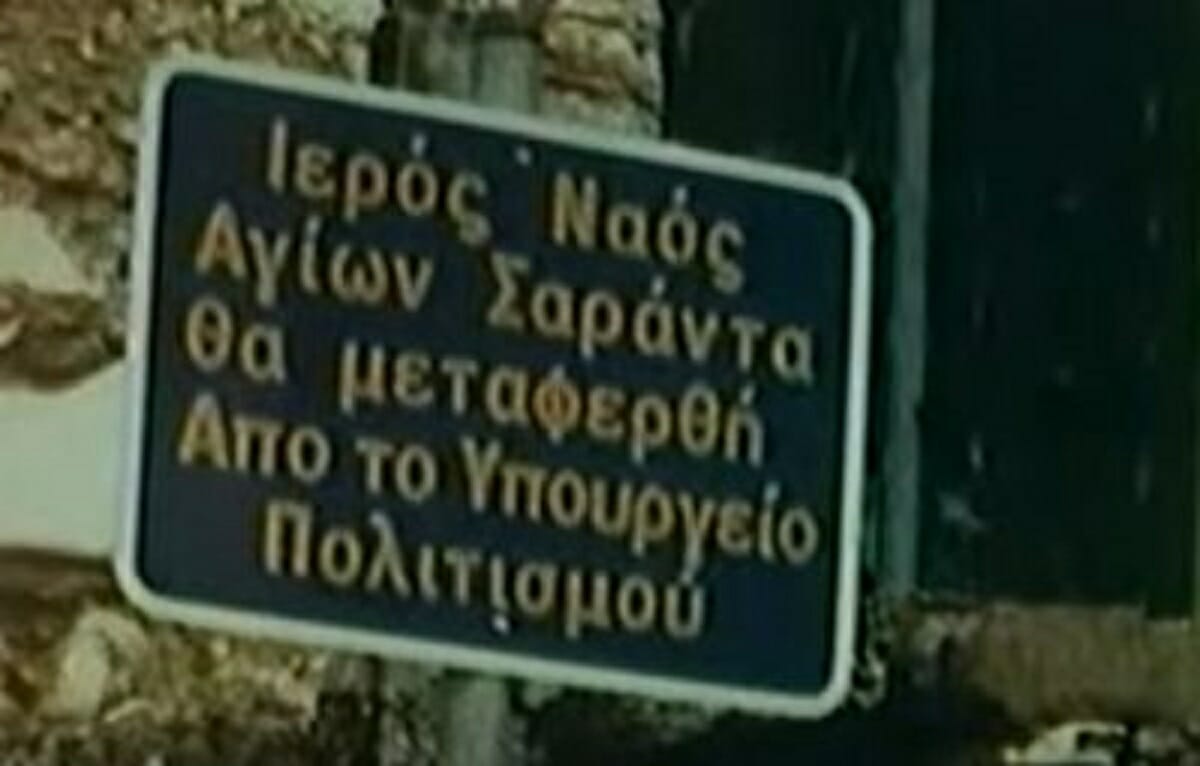 Ιερός Ναός
Αγίων Σαράντα
Θα μεταφερθή
Απο το Υπουργείο
Πολιτισμού